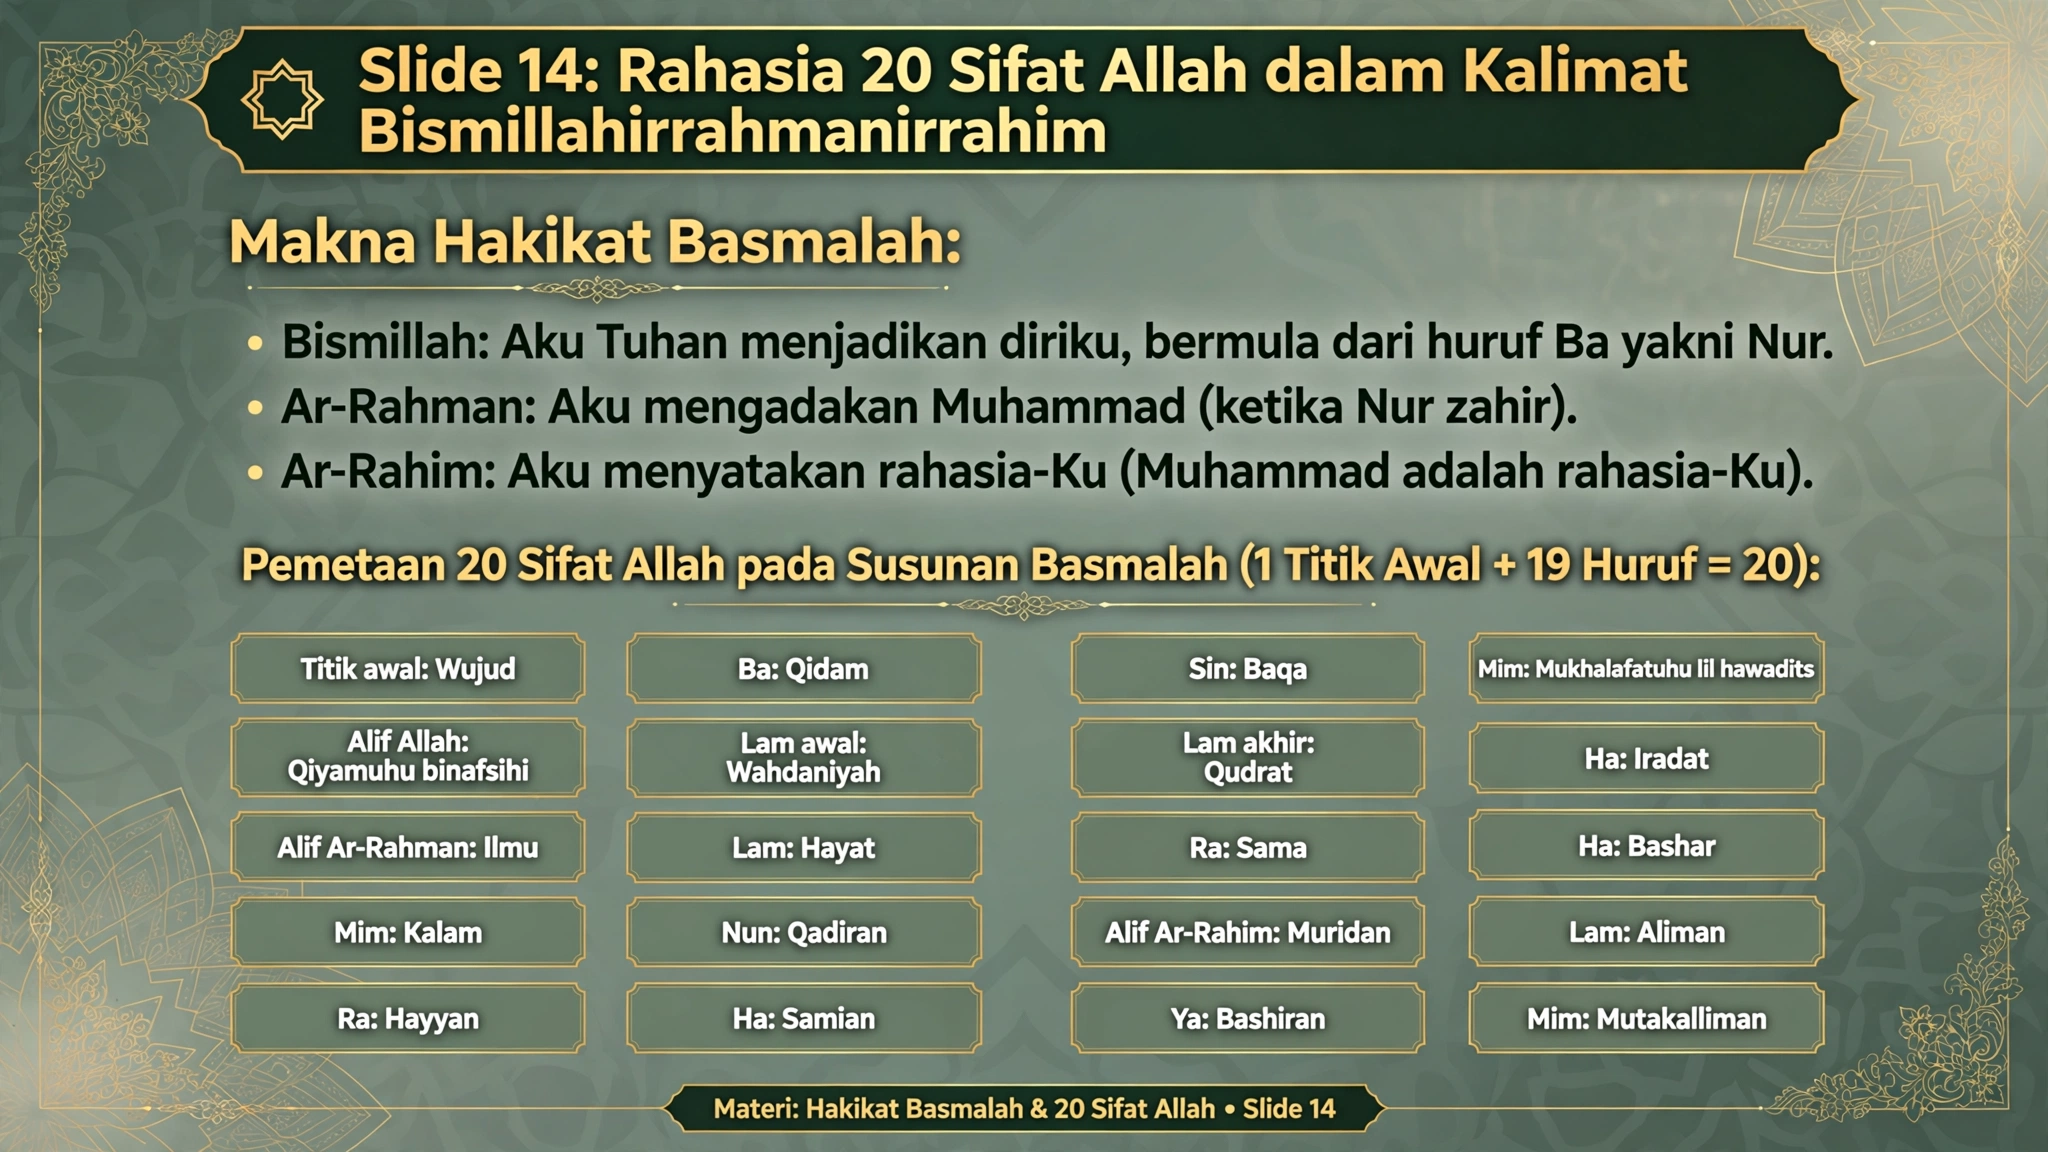 Slide 14: Rahasia 20 Sifat Allah dalam Kalimat
Bismillahirrahmanirrahim
Makna Hakikat Basmalah:
• Bismillah: Aku Tuhan menjadikan diriku, bermula dari huruf Ba yakni Nur.
• Ar-Rahman: Aku mengadakan Muhammad (ketika Nur zahir).
• Ar-Rahim: Aku menyatakan rahasia-Ku (Muhammad adalah rahasia-Ku).
Pemetaan 20 Sifat Allah pada Susunan Basmalah (1 Titik Awal + 19 Huruf = 20):
Titik awal: Wujud
Ba: Qidam
Sin: Baqa
Mim: Mukhalafatuhu lil hawadits
Alif Allah:
Qiyamuhu binafsihi
Lam awal:
Wahdaniyah
Lam akhir:
Qudrat
Ha: Iradat
Alif Ar-Rahman: Ilmu
Lam: Hayat
Ra: Sama
Ha: Bashar
Mim: Kalam
Nun: Qadiran
Alif Ar-Rahim: Muridan
Lam: Aliman
Ra: Hayyan
Ha: Samian
Ya: Bashiran
Mim: Mutakalliman
Materi: Hakikat Basmalah & 20 Sifat Allah • Slide 14